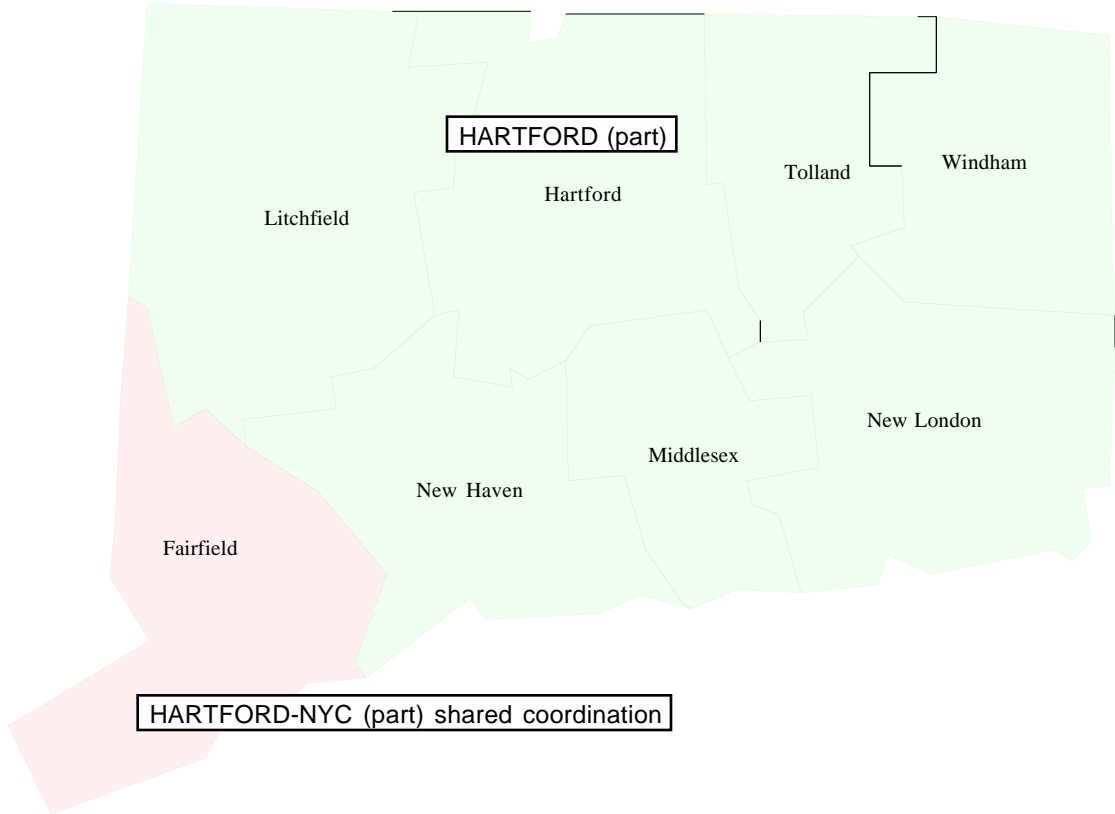 HARTFORD (part)
Windham
Tolland
Hartford
Litchfield
New London
Middlesex
New Haven
Fairfield
HARTFORD-NYC (part) shared coordination